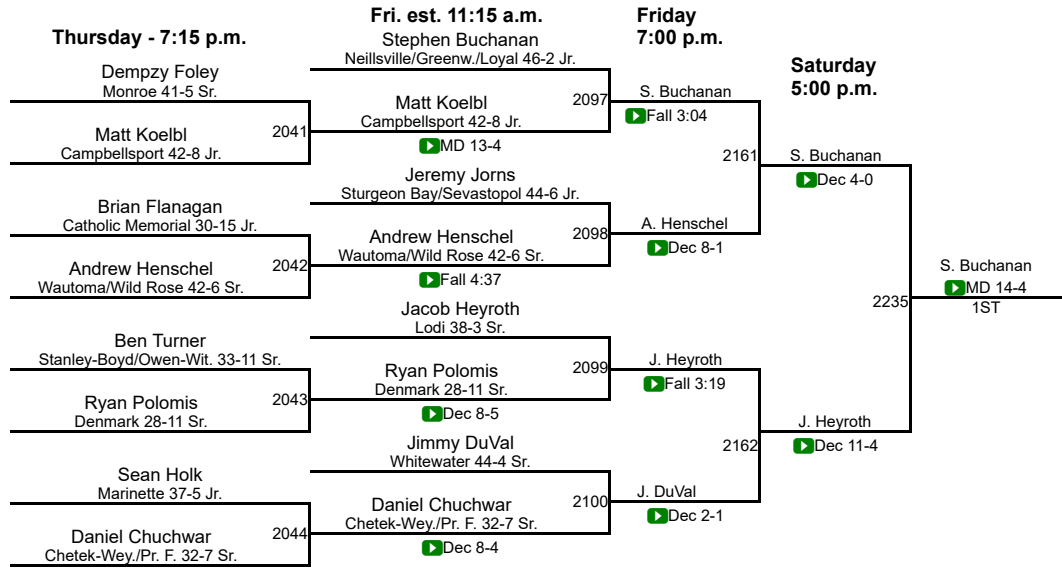 Thursday - 7:15 p.m.
Dempzy Foley
Monroe 41-5 Sr.
2041
Matt Koelbl
Campbellsport 42-8 Jr.
Brian Flanagan
Catholic Memorial 30-15 Jr.
2042
Andrew Henschel
Wautoma/Wild Rose 42-6 Sr.
Ben Turner
Stanley-Boyd/Owen-Wit. 33-11 Sr.
2043
Ryan Polomis
Denmark 28-11 Sr.
Sean Holk
Marinette 37-5 Jr.
2044
Daniel Chuchwar
Chetek-Wey./Pr. F. 32-7 Sr.
Fri. est. 11:15 a.m.
Stephen Buchanan
Neillsville/Greenw./Loyal 46-2 Jr.
2097
Matt Koelbl
Campbellsport 42-8 Jr.
MD 13-4
Jeremy Jorns
Sturgeon Bay/Sevastopol 44-6 Jr.
2098
Andrew Henschel
Wautoma/Wild Rose 42-6 Sr.
Fall 4:37
Jacob Heyroth
Lodi 38-3 Sr.
2099
Ryan Polomis
Denmark 28-11 Sr.
Dec 8-5
Jimmy DuVal
Whitewater 44-4 Sr.
2100
Daniel Chuchwar
Chetek-Wey./Pr. F. 32-7 Sr.
Dec 8-4
Friday
7:00 p.m.
S. Buchanan
Fall 3:04
2161
A. Henschel
Dec 8-1
J. Heyroth
Fall 3:19
2162
J. DuVal
Dec 2-1
Saturday
5:00 p.m.
S. Buchanan
Dec 4-0
2235
J. Heyroth
Dec 11-4
S. Buchanan
MD 14-4
1ST